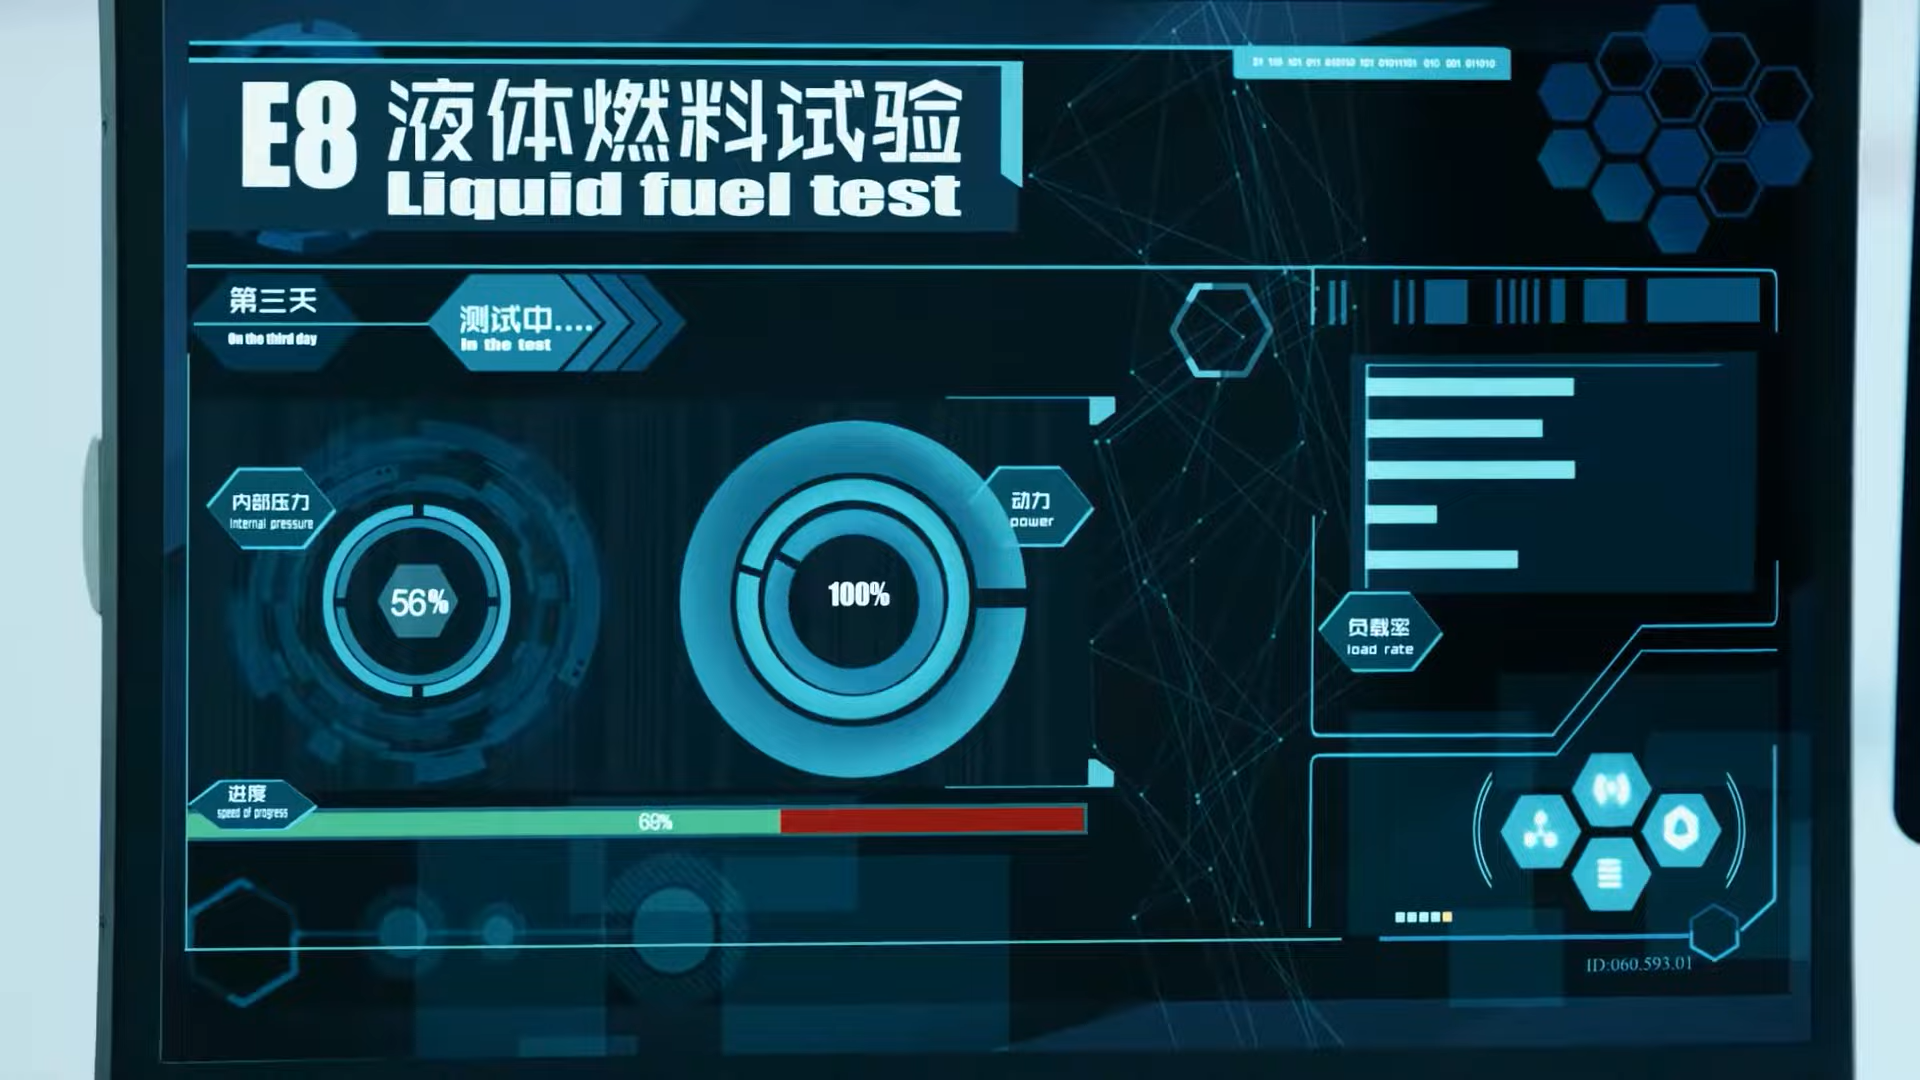 E8 液体燃料试验
Liquid fuel test
第三天
On the third day
测试中....
In the test
内部压力
Internal pressure
56%
动力
power
100%
负载率
load rate
进度
speed of progress
ID:060.593.01